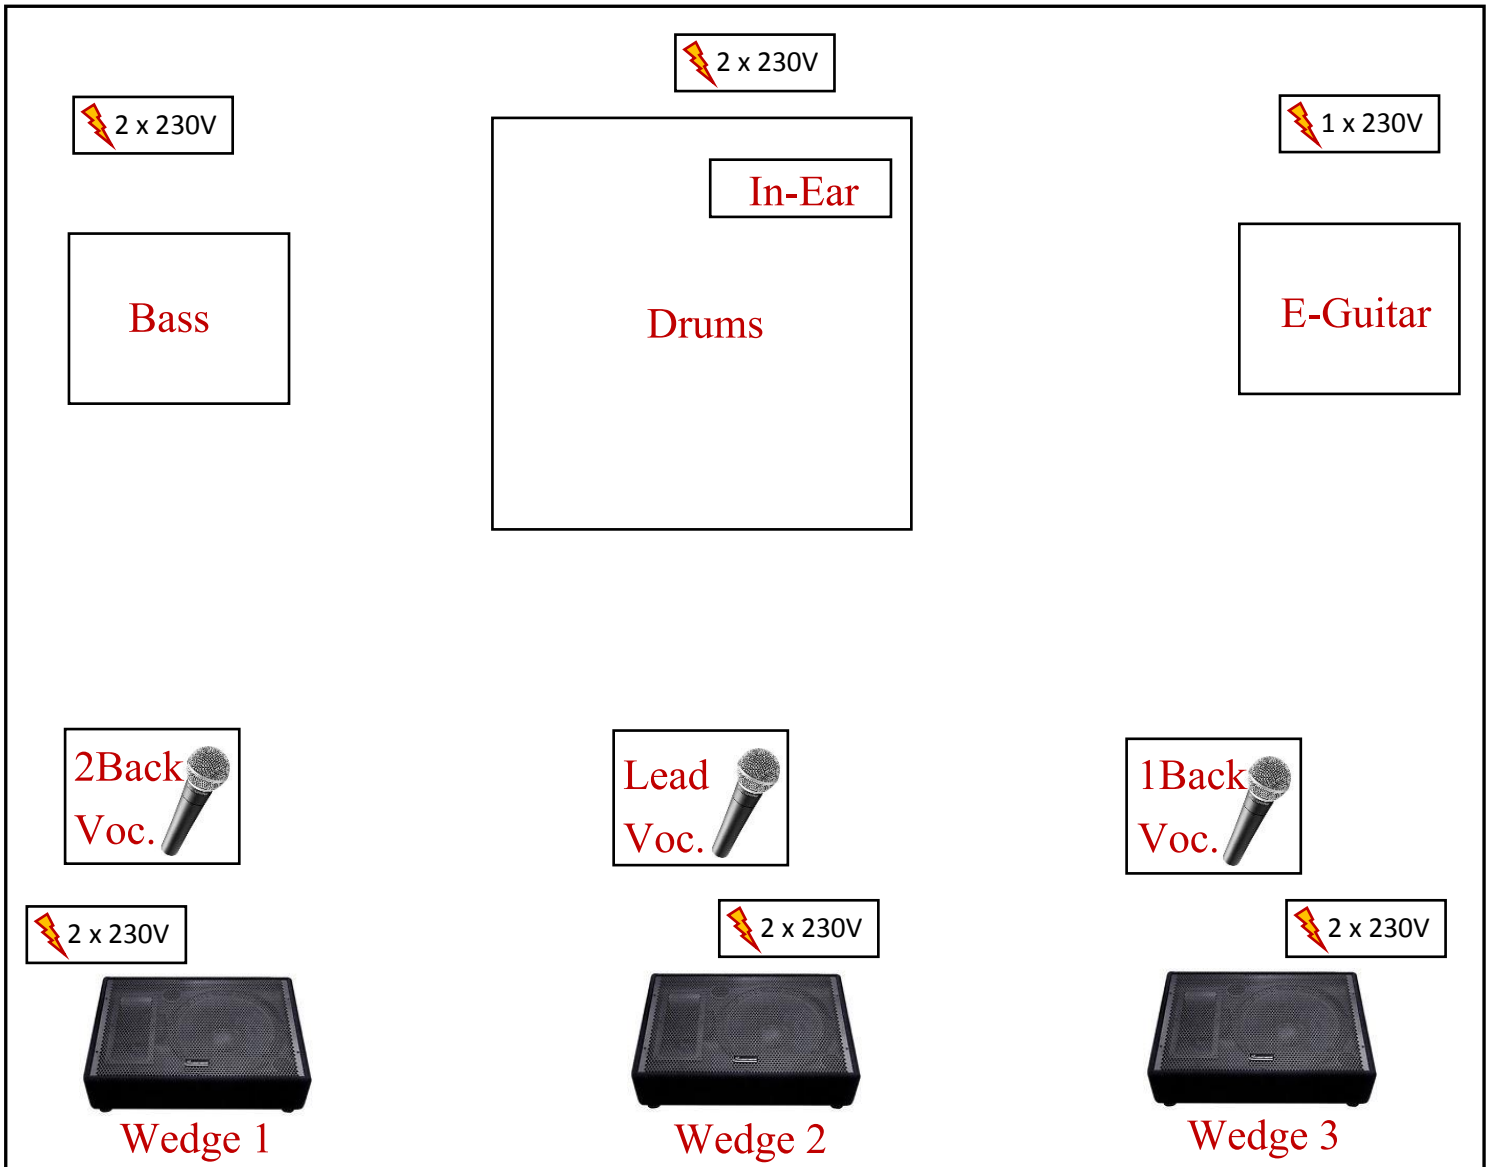 2 x 230V
2 x 230V
1 x 230V
In-Ear
Bass
Drums
E-Guitar
2Back
Voc.
Lead
Voc.
1Back
Voc.
2 x 230V
2 x 230V
2 x 230V
Wedge 1
Wedge 2
Wedge 3